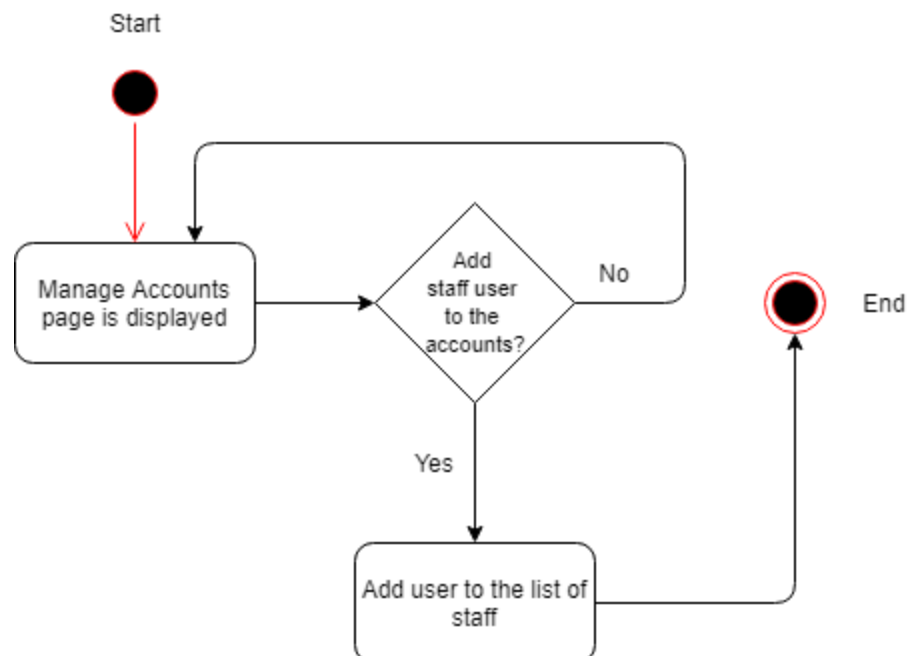 Start
Manage Accounts
page is displayed
Add
staff user
to the
accounts?
No
End
Yes
Add user to the list of
staff